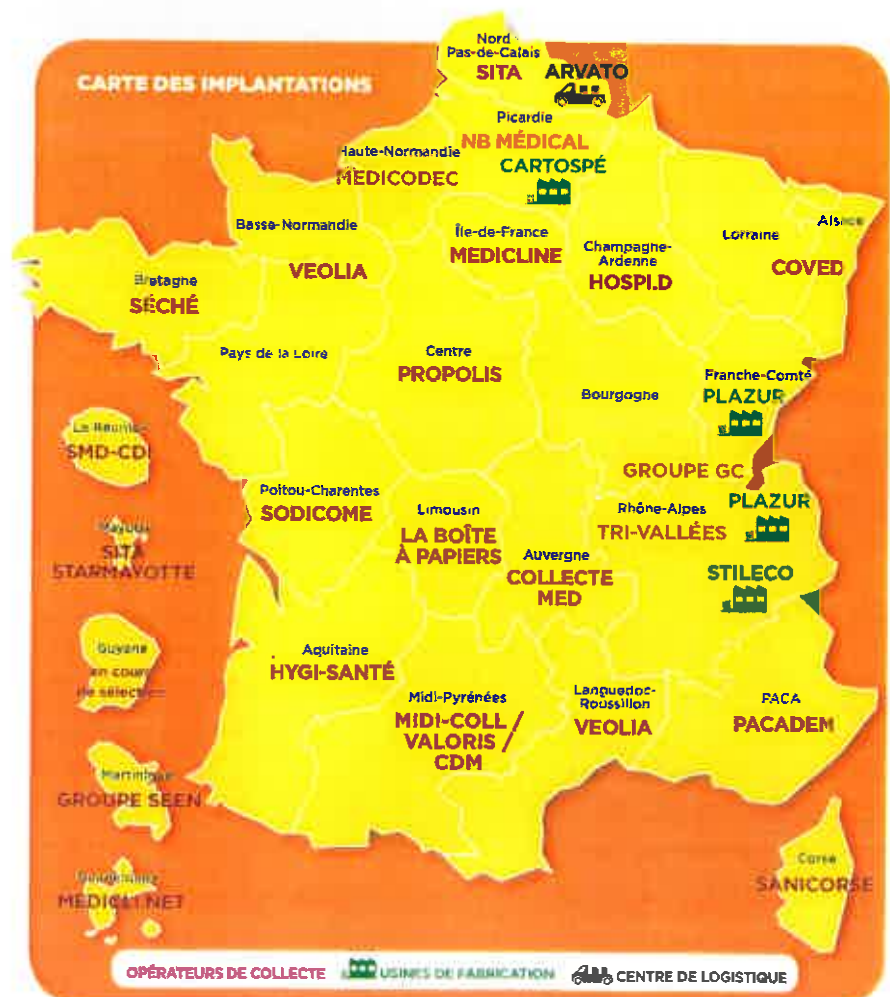 CARTE DES IMPLANTATIONS
Nord
Pas-de-Calais
SITA
ARVATO
Picardie
NB MÉDICAL
CARTOSPÉ
Haute-Normandie
MEDICODEC
Basse-Normandie
VEOLIA
Île-de-France
MEDICLINE
Champagne-
Ardenne
HOSPI.D
Lorraine
Alsace
COVED
Bretagne
SÉCHÉ
Pays de la Loire
Centre
PROPOLIS
Bourgogne
Franche-Comté
PLAZUR
GROUPE GC
La Réunion
SMD-CDI
Poitou-Charentes
SODICOME
Limousin
LA BOÎTE
À PAPIERS
Auvergne
COLLECTE
MED
Rhône-Alpes
TRI-VALLÉES
PLAZUR
STILECO
Mayotte
SITA
STARMAYOTTE
Guyane
en cours
de sélection
Aquitaine
HYGI-SANTÉ
Midi-Pyrénées
MIDI-COLL /
VALORIS /
CDM
Languedoc-
Roussillon
VEOLIA
PACA
PACADEM
Martinique
GROUPE SEEN
Guadeloupe
MEDICLI.NET
Corse
SANICORSE
OPÉRATEURS DE COLLECTE
USINES DE FABRICATION
CENTRE DE LOGISTIQUE